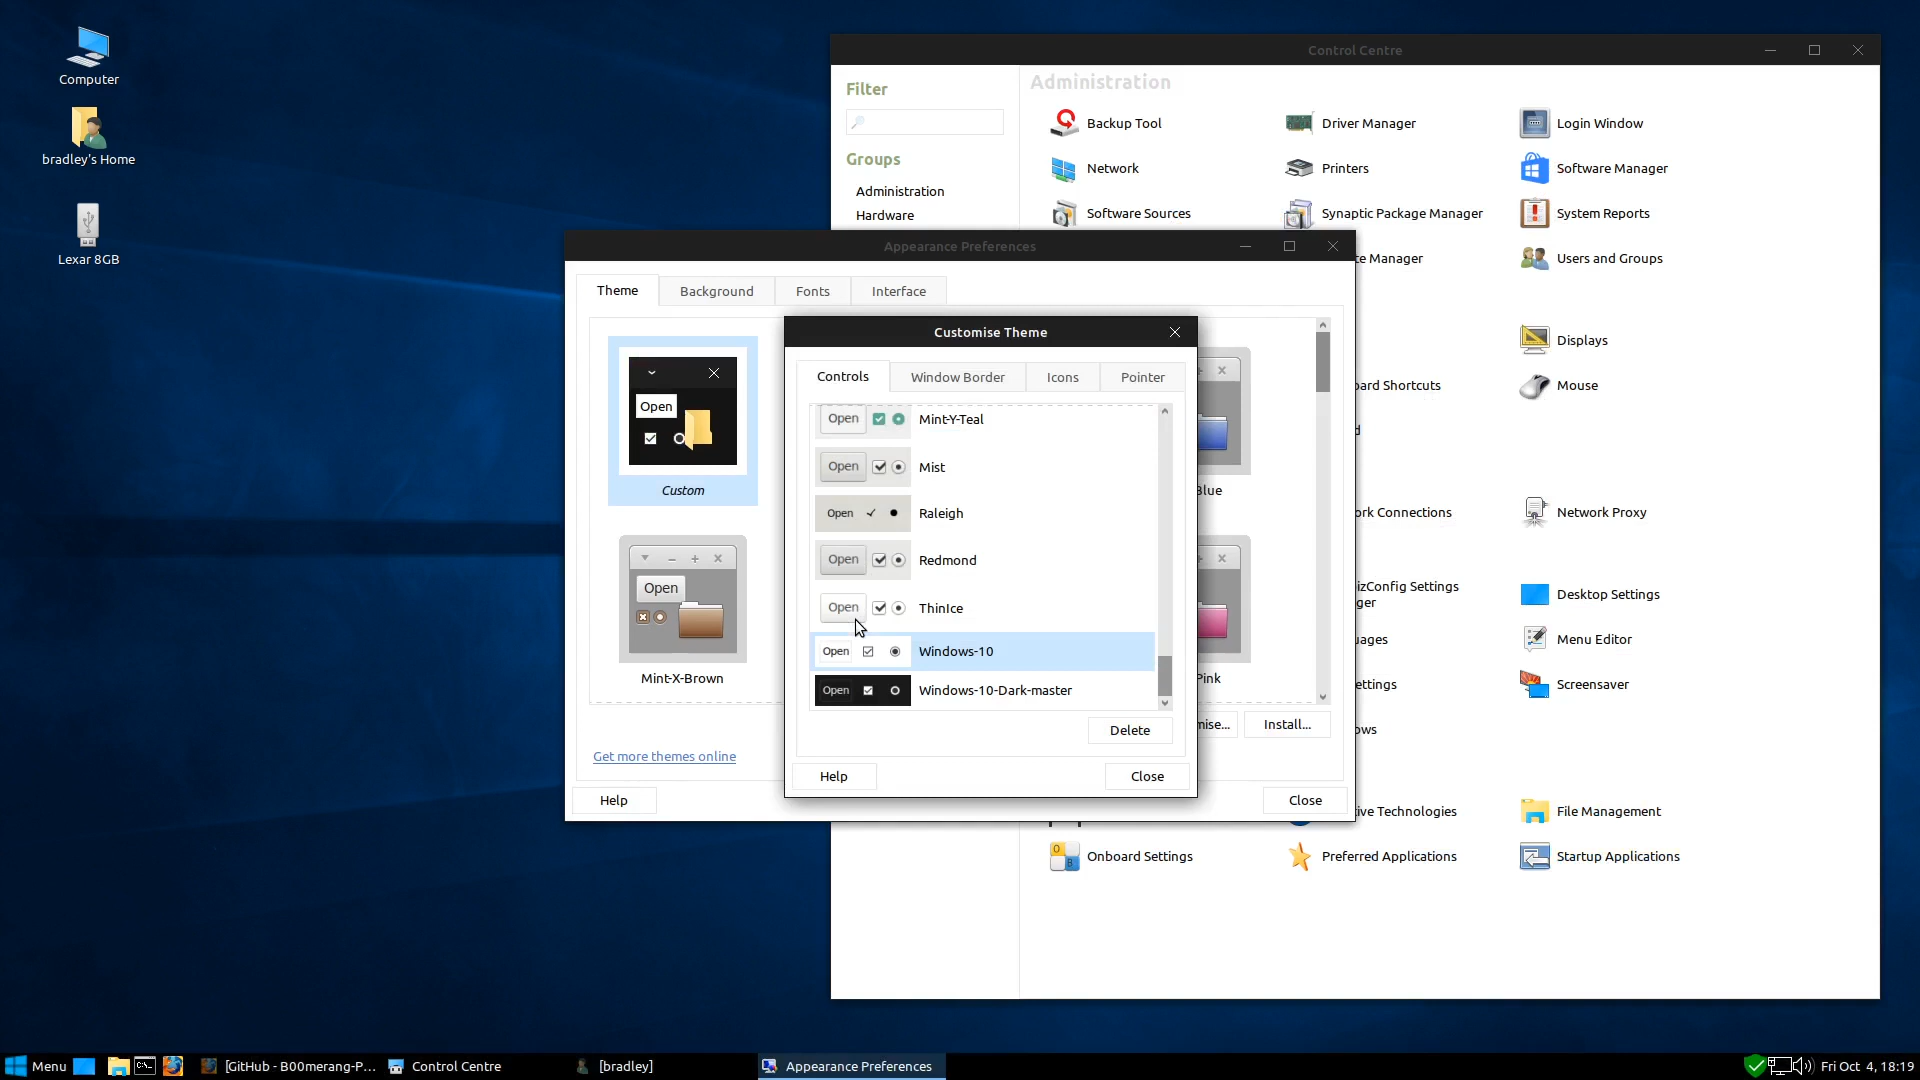 Computer
bradley's Home
Lexar 8GB
Control Centre
Filter
Groups
Administration
Hardware
Administration
Backup Tool
Driver Manager
Login Window
Network
Printers
Software Manager
Software Sources
Synaptic Package Manager
System Reports
ce Manager
Users and Groups
Displays
ard Shortcuts
Mouse
d
rk Connections
Network Proxy
izConfig Settings
ger
Desktop Settings
uages
Menu Editor
ettings
Screensaver
ows
ive Technologies
File Management
Onboard Settings
Preferred Applications
Startup Applications
Appearance Preferences
Theme
Background
Fonts
Interface
Open
Custom
Blue
Open
Mint-X-Brown
Pink
mise...
Install...
Get more themes online
Help
Close
Customise Theme
Controls
Window Border
Icons
Pointer
Open
Mint-Y-Teal
Open
Mist
Open
Raleigh
Open
Redmond
Open
ThinIce
Open
Windows-10
Open
Windows-10-Dark-master
Delete
Help
Close
Menu
[GitHub - B00merang-P...
Control Centre
[bradley]
Appearance Preferences
Fri Oct 4, 18:19